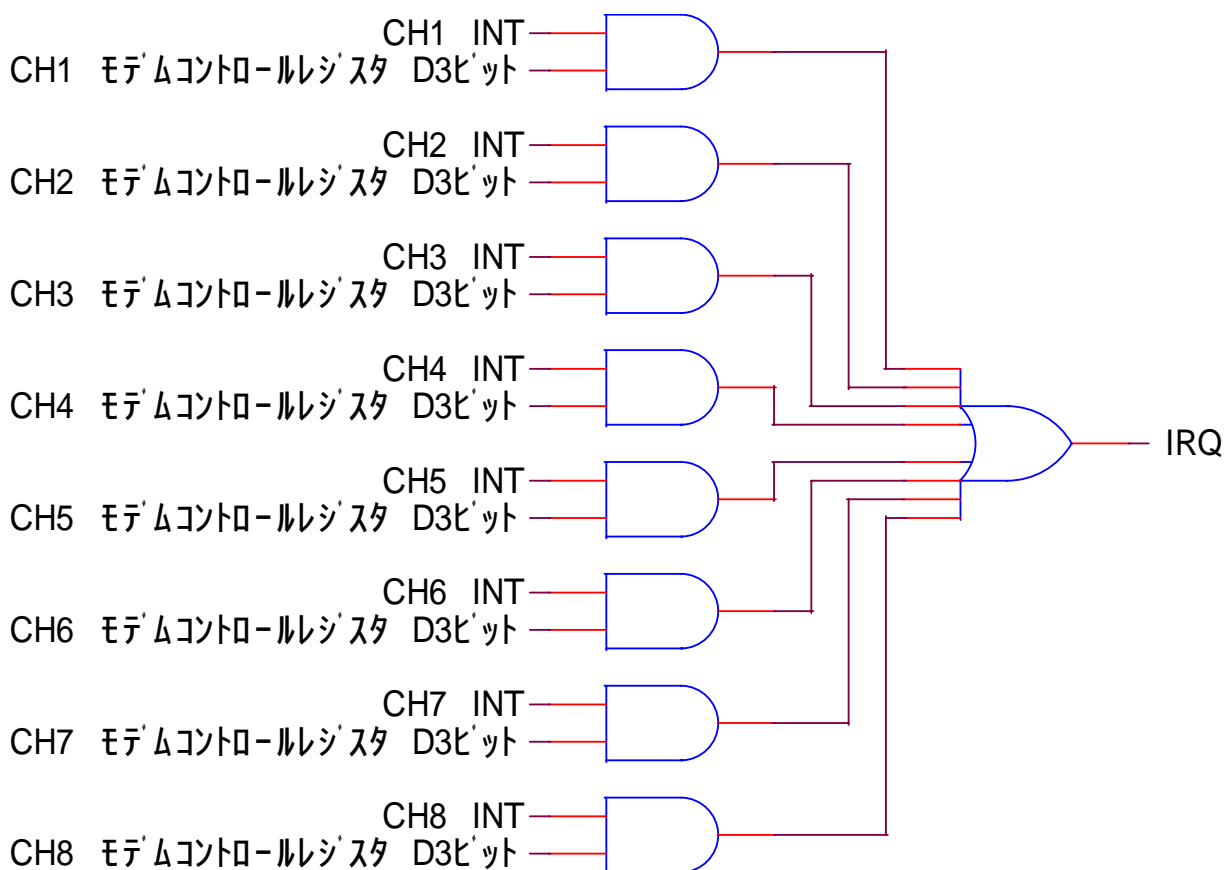 CH1 INT
CH1 ﾓﾃﾞﾑｺﾝﾄﾛｰﾙﾚｼﾞｽﾀ D3ﾋﾞｯﾄ
CH2 INT
CH2 ﾓﾃﾞﾑｺﾝﾄﾛｰﾙﾚｼﾞｽﾀ D3ﾋﾞｯﾄ
CH3 INT
CH3 ﾓﾃﾞﾑｺﾝﾄﾛｰﾙﾚｼﾞｽﾀ D3ﾋﾞｯﾄ
CH4 INT
CH4 ﾓﾃﾞﾑｺﾝﾄﾛｰﾙﾚｼﾞｽﾀ D3ﾋﾞｯﾄ
IRQ
CH5 INT
CH5 ﾓﾃﾞﾑｺﾝﾄﾛｰﾙﾚｼﾞｽﾀ D3ﾋﾞｯﾄ
CH6 INT
CH6 ﾓﾃﾞﾑｺﾝﾄﾛｰﾙﾚｼﾞｽﾀ D3ﾋﾞｯﾄ
CH7 INT
CH7 ﾓﾃﾞﾑｺﾝﾄﾛｰﾙﾚｼﾞｽﾀ D3ﾋﾞｯﾄ
CH8 INT
CH8 ﾓﾃﾞﾑｺﾝﾄﾛｰﾙﾚｼﾞｽﾀ D3ﾋﾞｯﾄ